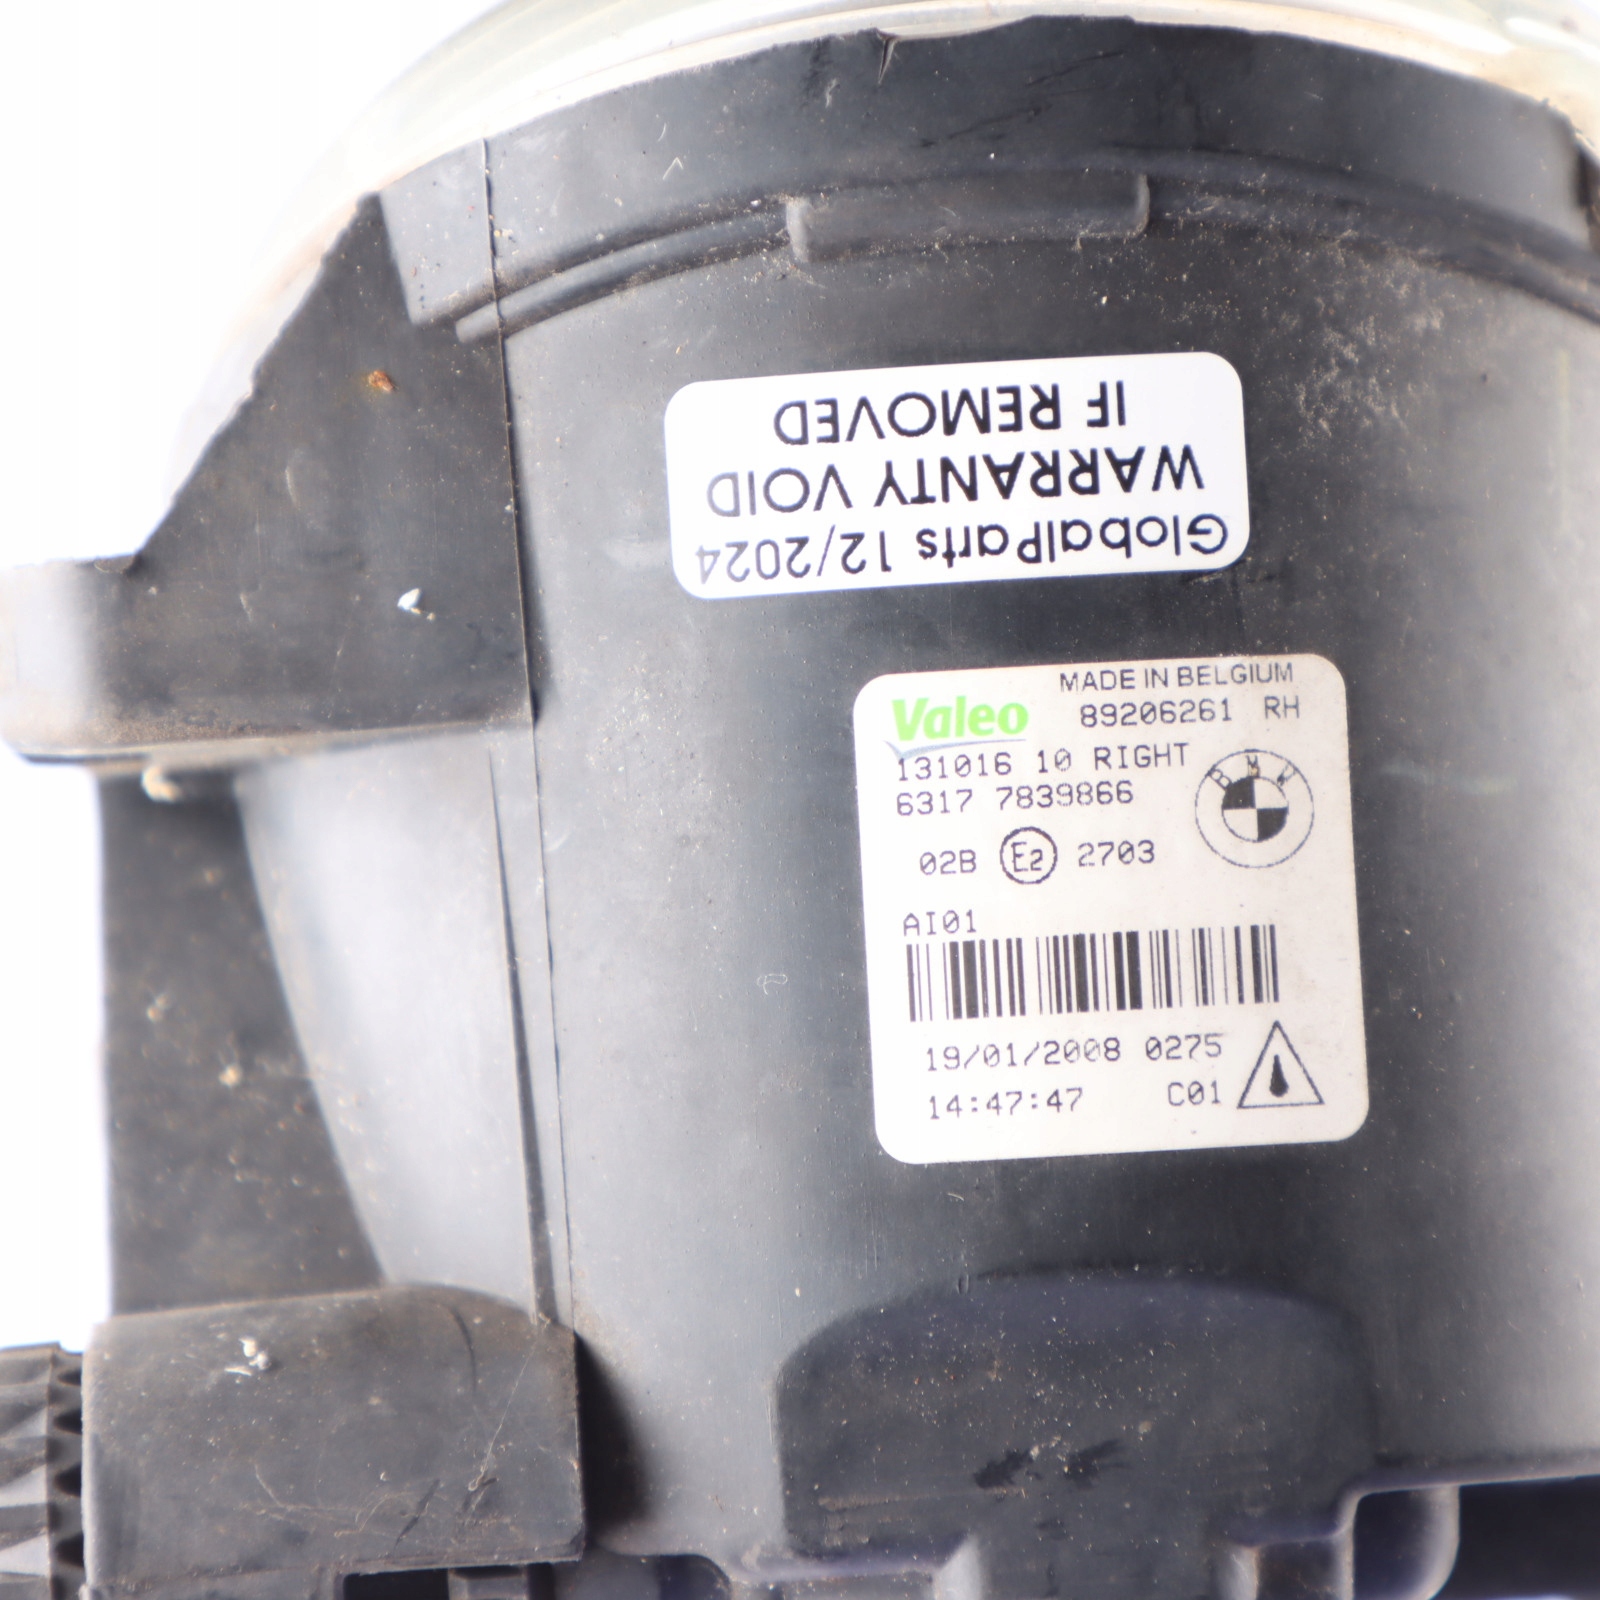 GlobalParts 12/2024
WARRANTY VOID
IF REMOVED
MADE IN BELGIUM
Valeo 89206261 RH
131016 10 RIGHT
6317 7839866
BMW
02B E2 2703
AI01
19/01/2008 0275
14:47:47 C01